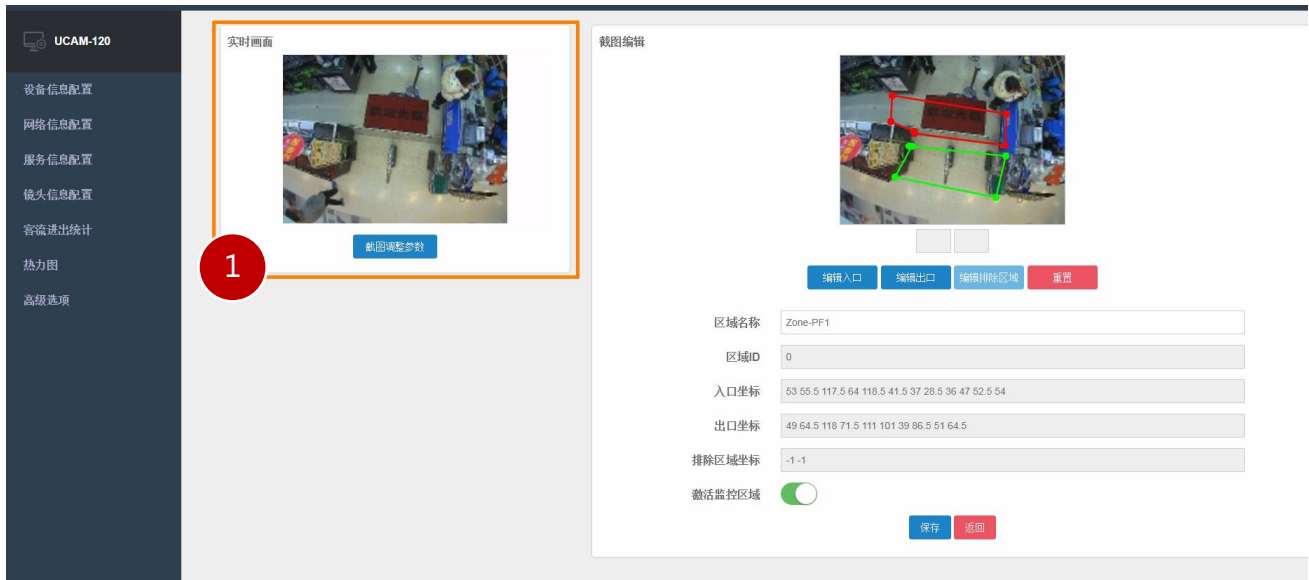 UCAM-120
设备信息配置
网络信息配置
服务信息配置
镜头信息配置
客流进出统计
热力图
高级选项
实时画面
截图调整参数
1
截图编辑
编辑入口 编辑出口 编辑排除区域 重置
区域名称 Zone-PF1
区域ID 0
入口坐标 53 55.5 117.5 64 118.5 41.5 37 28.5 36 47 52.5 54
出口坐标 49 64.5 118 71.5 111 101 39 86.5 51 64.5
排除区域坐标 -1 -1
激活监控区域
保存 返回